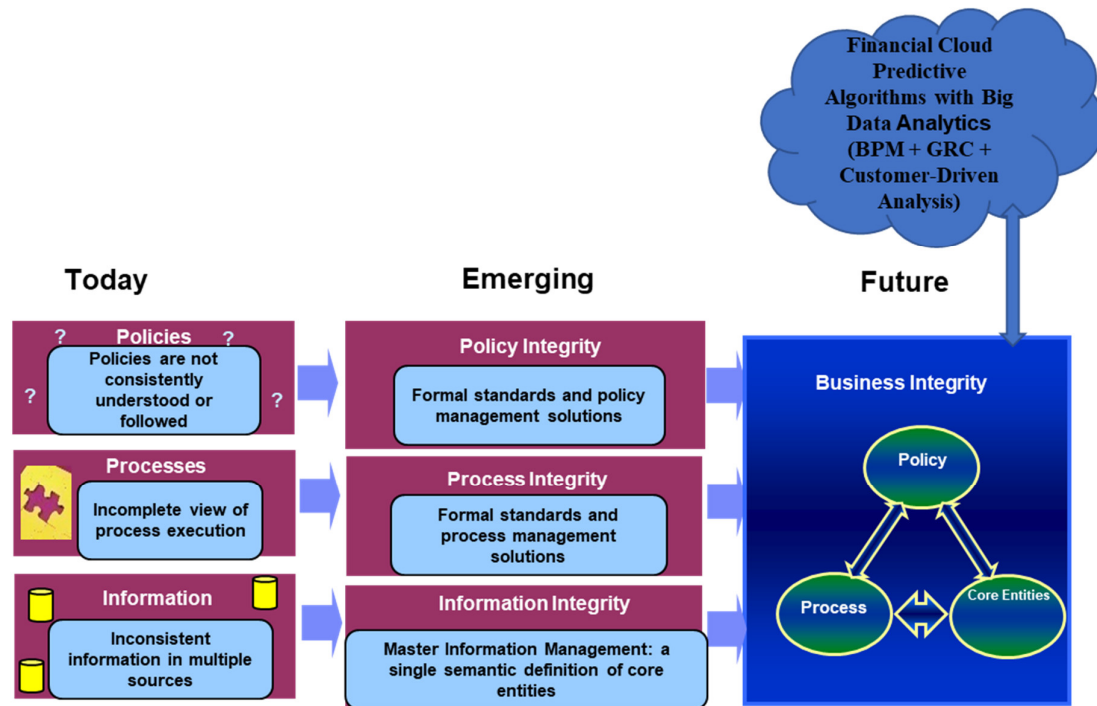 Financial Cloud
Predictive
Algorithms with Big
Data Analytics
(BPM + GRC +
Customer-Driven
Analysis)
Today
Emerging
Future
? Policies ?
Policies are not
consistently
understood or
followed
? ?
Policy Integrity
Formal standards and policy
management solutions
Processes
Incomplete view of
process execution
Process Integrity
Formal standards and
process management
solutions
Information
Inconsistent
information in multiple
sources
Information Integrity
Master Information Management: a
single semantic definition of core
entities
Business Integrity
Policy
Process
Core Entities